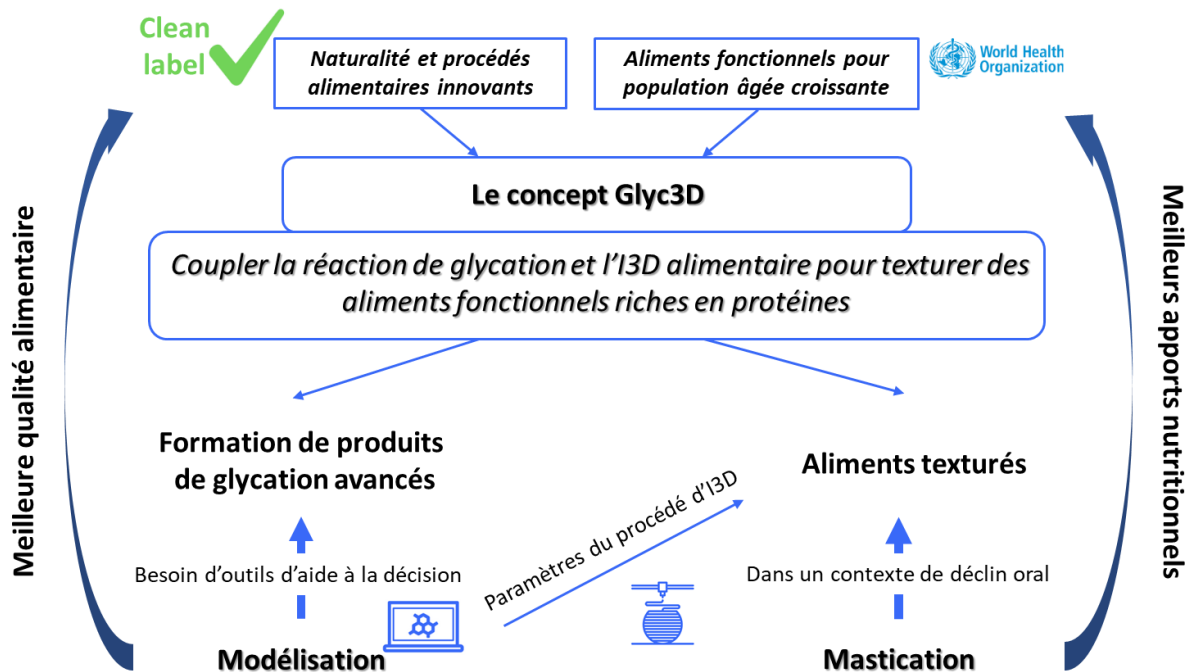 Clean
label
Naturalité et procédés
alimentaires innovants
Aliments fonctionnels pour
population âgée croissante
World Health
Organization
Le concept Glyc3D
Coupler la réaction de glycation et l’I3D alimentaire pour texturer des
aliments fonctionnels riches en protéines
Meilleure qualité alimentaire
Meilleurs apports nutritionnels
Formation de produits
de glycation avancés
Aliments texturés
Paramètres du procédé d’I3D
Besoin d’outils d’aide à la décision
Dans un contexte de déclin oral
Modélisation
Mastication